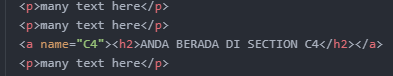 <p>many text here</p>
<p>many text here</p>
<a name="C4"><h2>ANDA BERADA DI SECTION C4</h2></a>
<p>many text here</p>